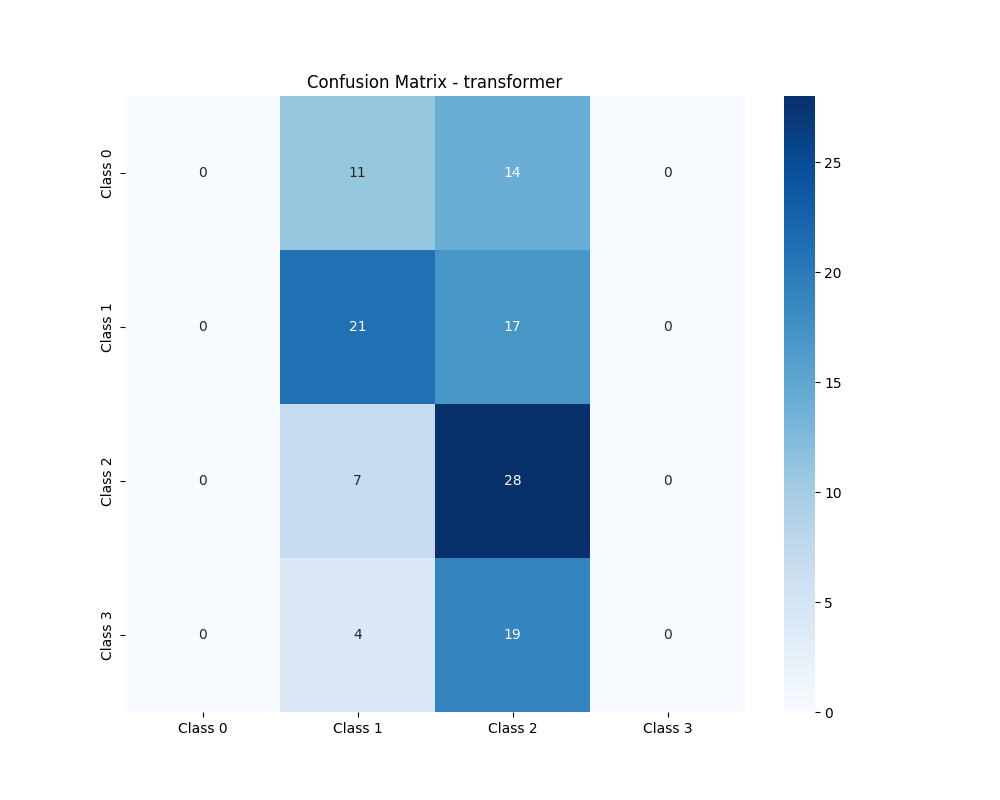 Confusion Matrix - transformer
Class 0
0 11 14 0
Class 1
0 21 17 0
Class 2
0 7 28 0
Class 3
0 4 19 0
Class 0 Class 1 Class 2 Class 3
25
20
15
10
5
0